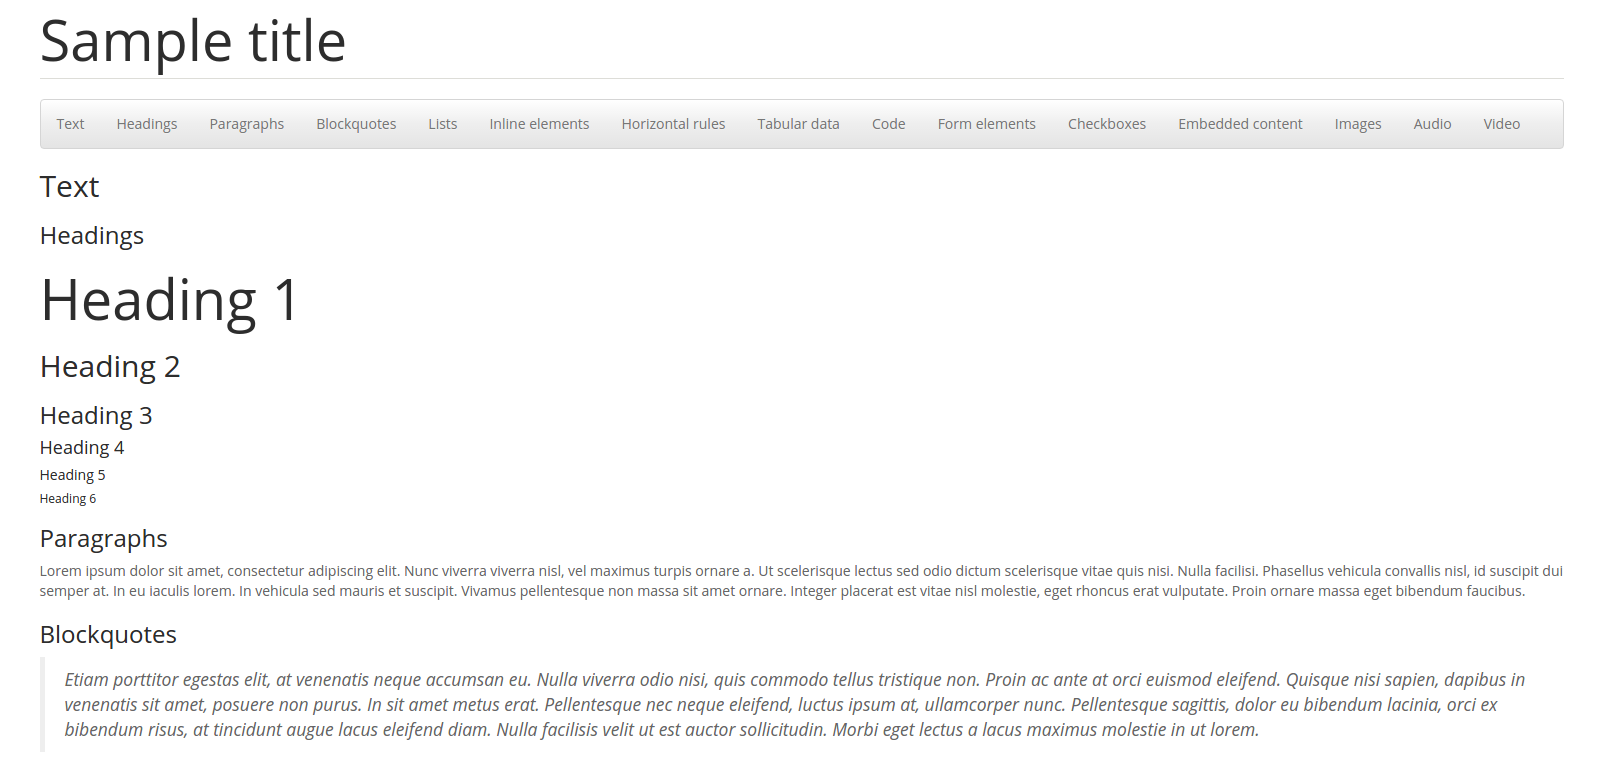 Sample title
Text Headings Paragraphs Blockquotes Lists Inline elements Horizontal rules Tabular data Code Form elements Checkboxes Embedded content Images Audio Video
Text
Headings
Heading 1
Heading 2
Heading 3
Heading 4
Heading 5
Heading 6
Paragraphs
Lorem ipsum dolor sit amet, consectetur adipiscing elit. Nunc viverra viverra nisl, vel maximus turpis ornare a. Ut scelerisque lectus sed odio dictum scelerisque vitae quis nisi. Nulla facilisi. Phasellus vehicula convallis nisl, id suscipit dui
semper at. In eu iaculis lorem. In vehicula sed mauris et suscipit. Vivamus pellentesque non massa sit amet ornare. Integer placerat est vitae nisl molestie, eget rhoncus erat vulputate. Proin ornare massa eget bibendum faucibus.
Blockquotes
Etiam porttitor egestas elit, at venenatis neque accumsan eu. Nulla viverra odio nisi, quis commodo tellus tristique non. Proin ac ante at orci euismod eleifend. Quisque nisi sapien, dapibus in
venenatis sit amet, posuere non purus. In sit amet metus erat. Pellentesque nec neque eleifend, luctus ipsum at, ullamcorper nunc. Pellentesque sagittis, dolor eu bibendum lacinia, orci ex
bibendum risus, at tincidunt augue lacus eleifend diam. Nulla facilisis velit ut est auctor sollicitudin. Morbi eget lectus a lacus maximus molestie in ut lorem.